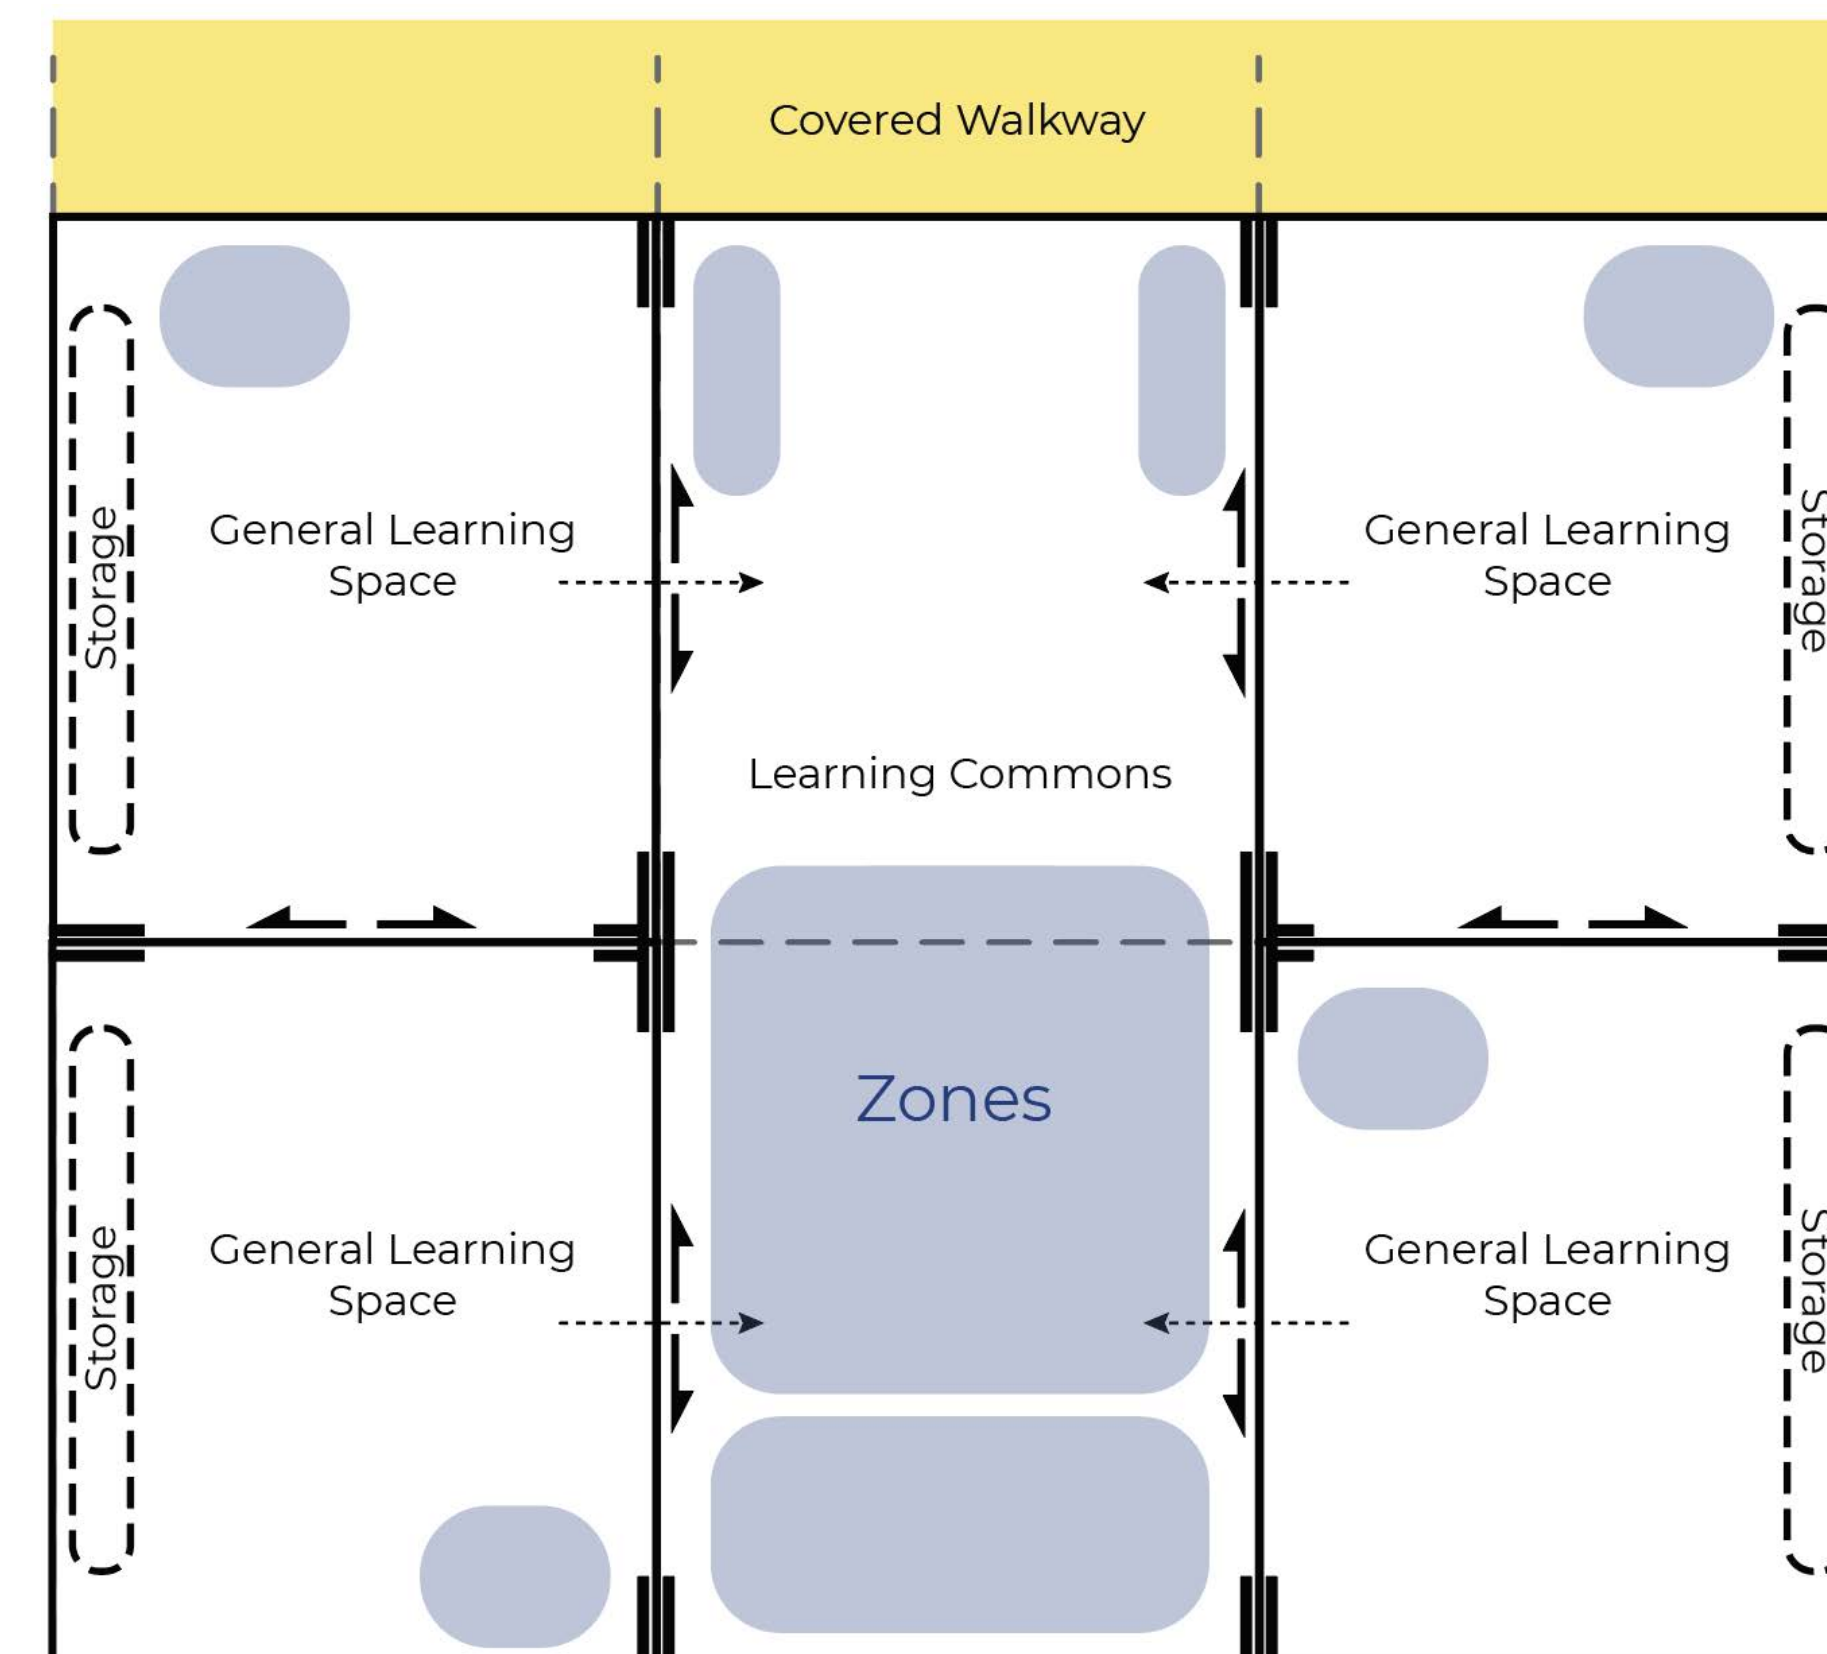 Covered Walkway
General Learning
Space
General Learning
Space
Storage
Storage
Learning Commons
Zones
General Learning
Space
General Learning
Space
Storage
Storage